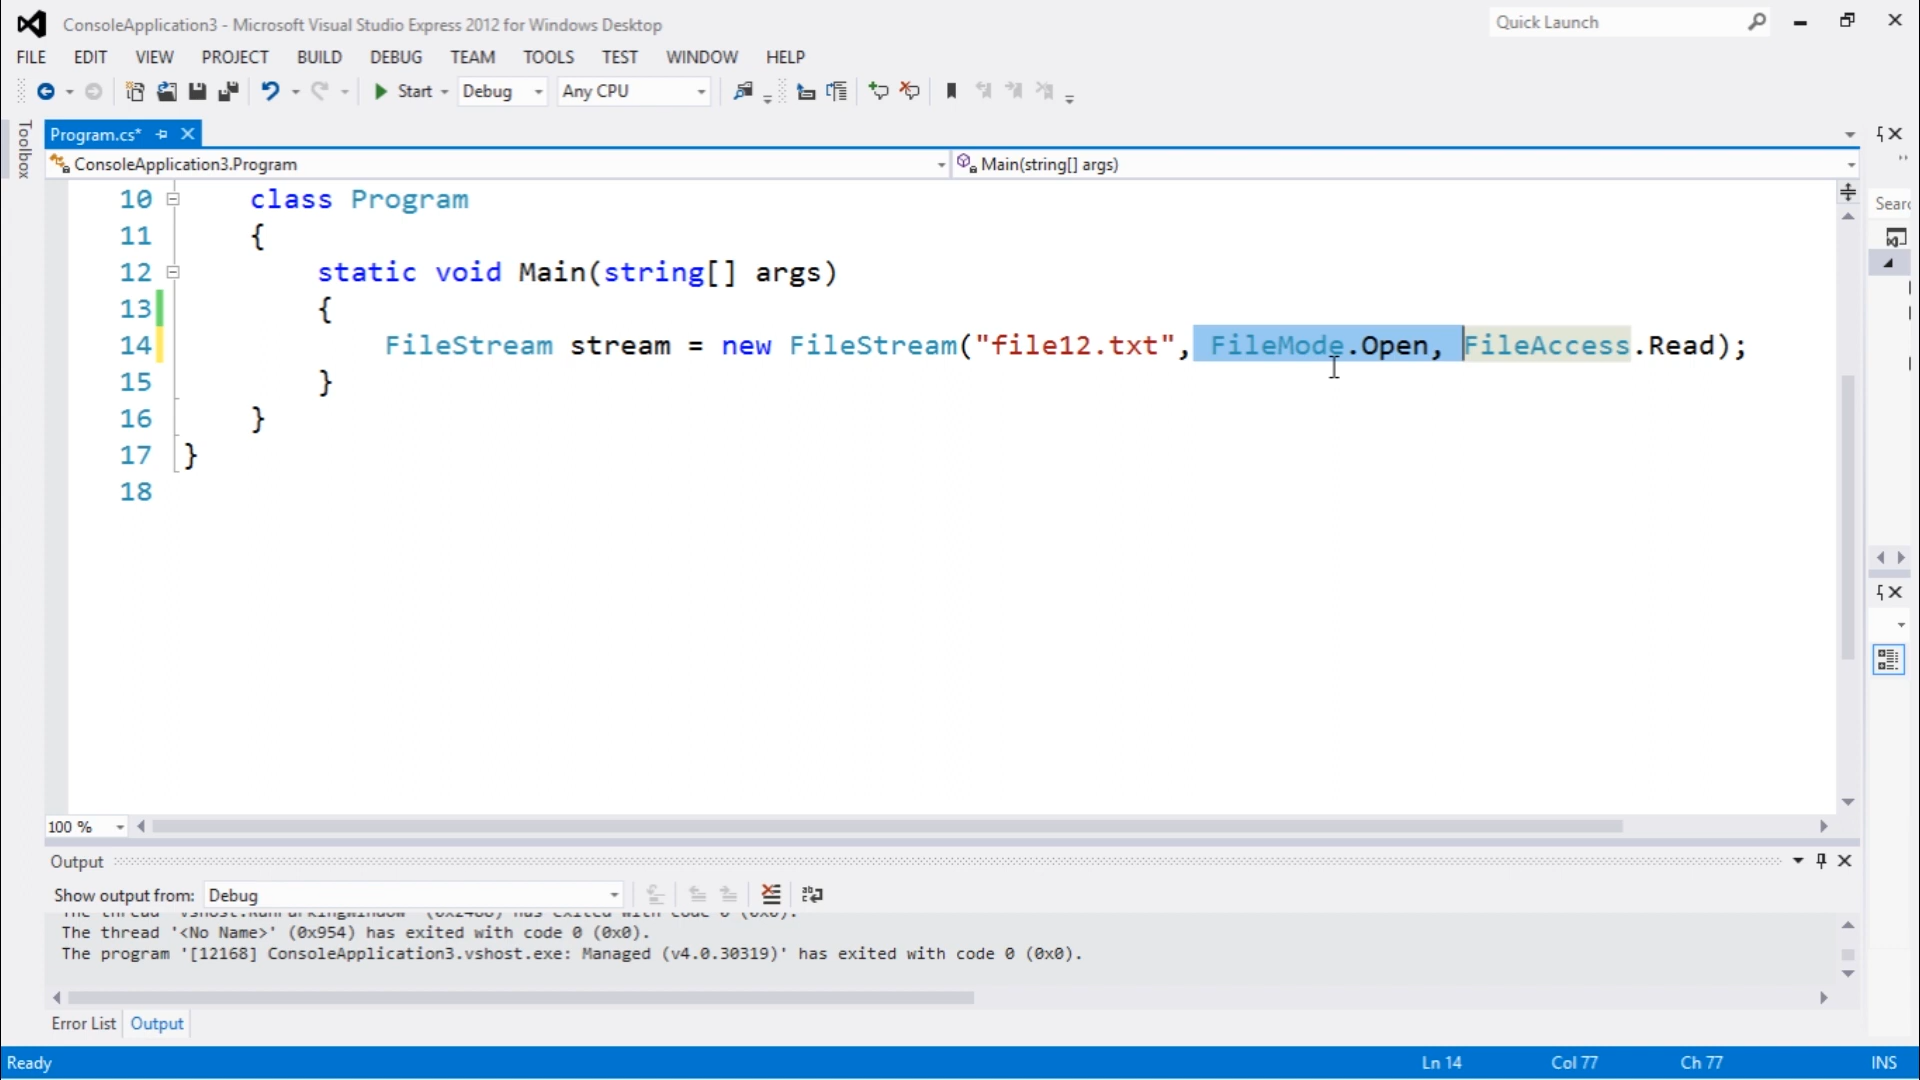 ConsoleApplication3 - Microsoft Visual Studio Express 2012 for Windows Desktop
Quick Launch
FILE EDIT VIEW PROJECT BUILD DEBUG TEAM TOOLS TEST WINDOW HELP
Start Debug Any CPU
Toolbox
Program.cs*
ConsoleApplication3.Program
Main(string[] args)
10 class Program
11 {
12 static void Main(string[] args)
13 {
14 FileStream stream = new FileStream("file12.txt", FileMode.Open, FileAccess.Read);
15 }
16 }
17 }
18
100 %
Output
Show output from: Debug
The thread '<No Name>' (0x954) has exited with code 0 (0x0).
The program '[12168] ConsoleApplication3.vshost.exe: Managed (v4.0.30319)' has exited with code 0 (0x0).
Error List Output
Ready Ln 14 Col 77 Ch 77 INS